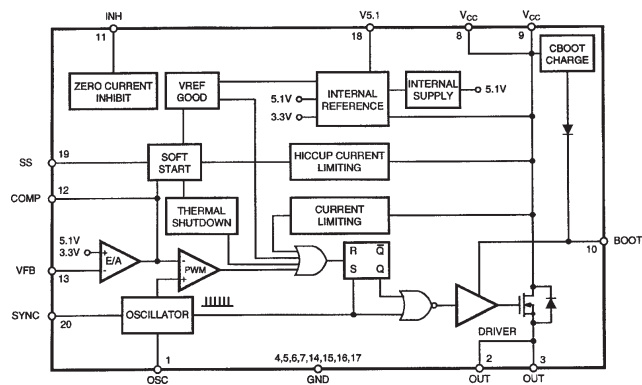 INH
11
V5.1
18
VCC
8
VCC
9
ZERO CURRENT
INHIBIT
VREF
GOOD
INTERNAL
REFERENCE
5.1V
3.3V
INTERNAL
SUPPLY
5.1V
CBOOT
CHARGE
SS
19
SOFT
START
HICCUP CURRENT
LIMITING
COMP
12
THERMAL
SHUTDOWN
CURRENT
LIMITING
5.1V
3.3V
+
-
E/A
VFB
13
-
+
PWM
R
Q̅
S
Q
BOOT
10
SYNC
20
OSCILLATOR
DRIVER
1
OSC
4,5,6,7,14,15,16,17
GND
2
OUT
3
OUT